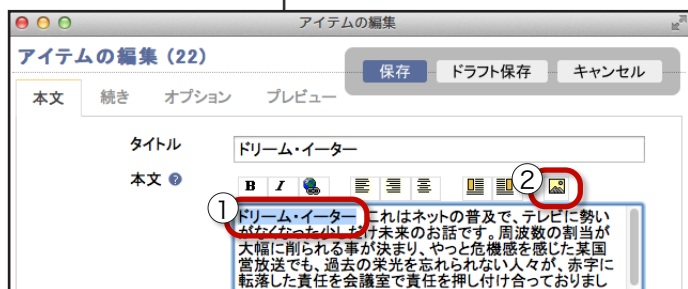 アイテムの編集
アイテムの編集 (22)
保存 ドラフト保存 キャンセル
本文 続き オプション プレビュー
タイトル ドリーム・イーター
本文 ?
B I
① ②
ドリーム・イーター これはネットの普及で、テレビに勢い
がなくなった少しだけ未来のお話です。周波数の割当が
大幅に削られる事が決まり、やっと危機感を感じた某国
営放送でも、過去の栄光を忘れられない人々が、赤字に
転落した責任を会議室で責任を押し付け合っておりまし